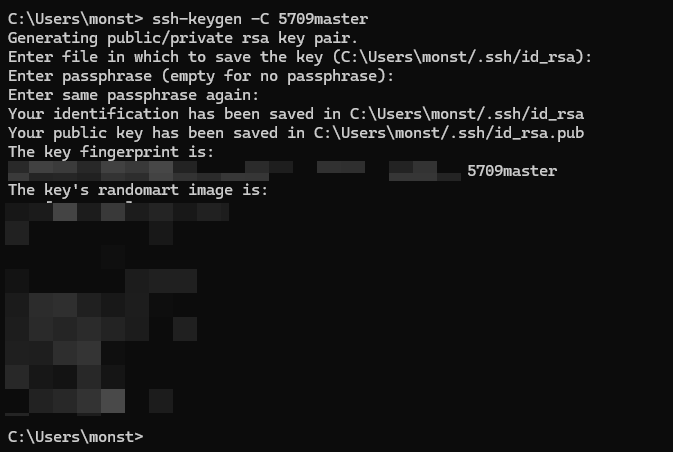 C:\Users\monst> ssh-keygen -C 5709master
Generating public/private rsa key pair.
Enter file in which to save the key (C:\Users\monst/.ssh/id_rsa):
Enter passphrase (empty for no passphrase):
Enter same passphrase again:
Your identification has been saved in C:\Users\monst/.ssh/id_rsa
Your public key has been saved in C:\Users\monst/.ssh/id_rsa.pub
The key fingerprint is:
5709master
The key's randomart image is:
C:\Users\monst>